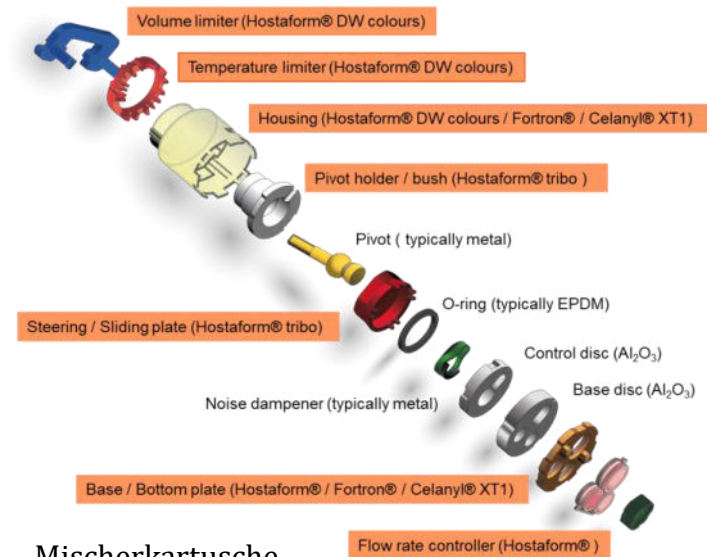 Volume limiter (Hostaform® DW colours)
Temperature limiter (Hostaform® DW colours)
Housing (Hostaform® DW colours / Fortron® / Celanyl® XT1)
Pivot holder / bush (Hostaform® tribo )
Pivot ( typically metal)
O-ring (typically EPDM)
Steering / Sliding plate (Hostaform® tribo)
Control disc (Al₂O₃)
Base disc (Al₂O₃)
Noise dampener (typically metal)
Base / Bottom plate (Hostaform® / Fortron® / Celanyl® XT1)
Flow rate controller (Hostaform® )
Mischerkartusche